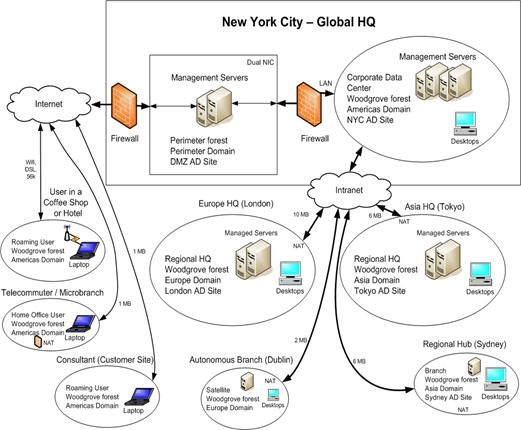 New York City – Global HQ
Dual NIC
Management Servers
Perimeter forest
Perimeter Domain
DMZ AD Site
Firewall
Firewall
LAN
Management Servers
Corporate Data
Center
Woodgrove forest
Americas Domain
NYC AD Site
Desktops
Internet
Intranet
Wifi,
DSL,
56k
User in a
Coffee Shop
or Hotel
Roaming User
Woodgrove forest
Americas Domain
Laptop
1 MB
Telecommuter / Microbranch
1 MB
Home Office User
Woodgrove forest
Americas Domain
NAT
Laptop
Consultant (Customer Site)
Roaming User
Woodgrove forest
Americas Domain
Laptop
Europe HQ (London)
10 MB
NAT
Managed Servers
Regional HQ
Woodgrove forest
Europe Domain
London AD Site
Desktops
Asia HQ (Tokyo)
6 MB
NAT
Managed Servers
Regional HQ
Woodgrove forest
Asia Domain
Tokyo AD Site
Desktops
2 MB
Autonomous Branch (Dublin)
NAT
Satellite
Woodgrove forest
Europe Domain
Desktops
6 MB
Regional Hub (Sydney)
Branch
Woodgrove forest
Asia Domain
Sydney AD Site
Desktops
NAT